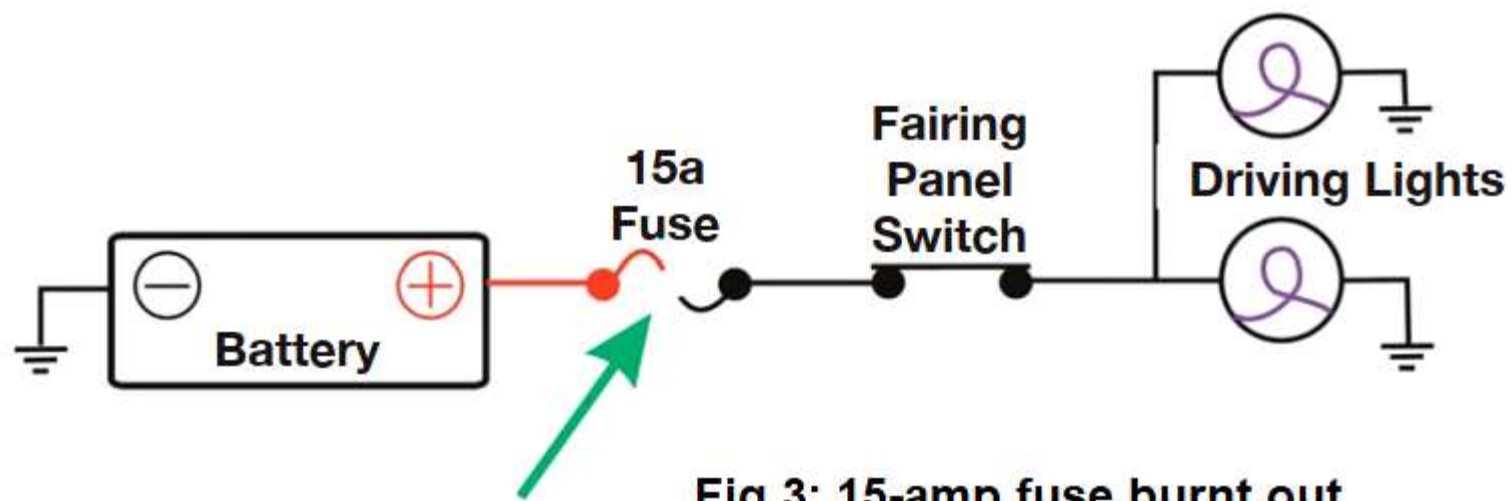 15a
Fuse
Fairing
Panel
Switch
Driving Lights
Battery
Fig 3: 15-amp fuse burnt out